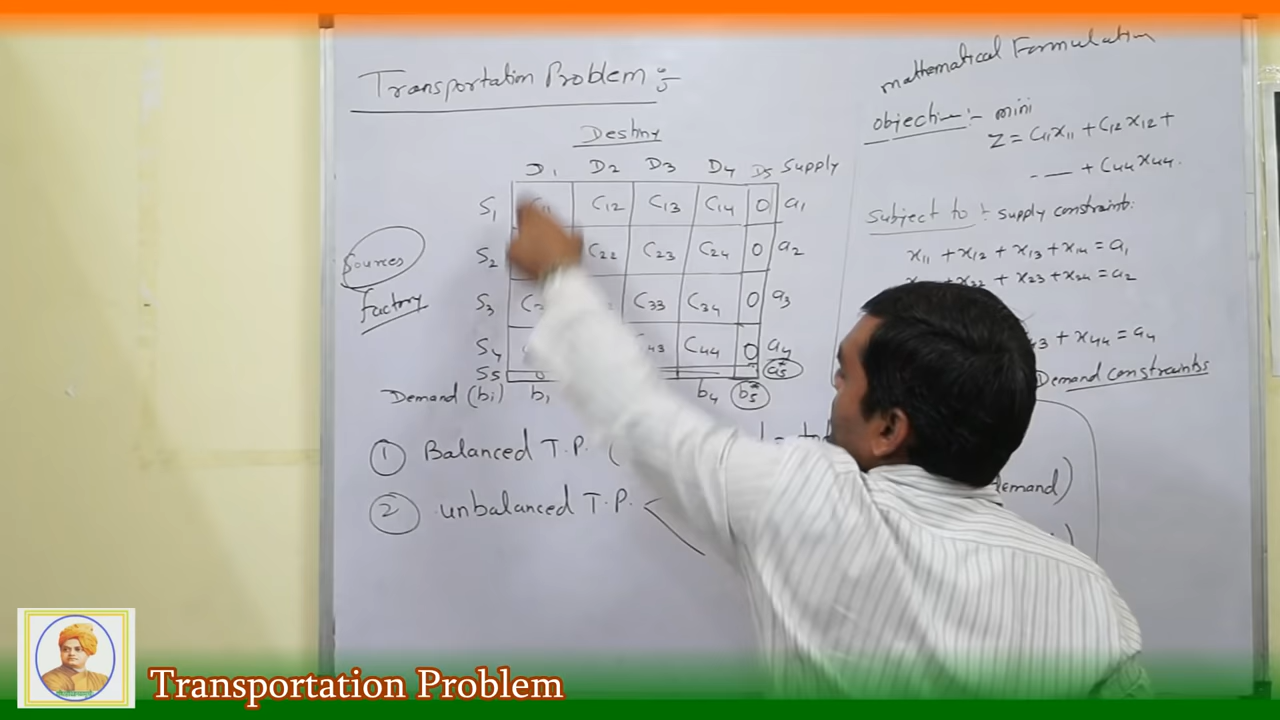 Transportation Problem :-
Destiny
D1 D2 D3 D4 D5 Supply
S1 C11 C12 C13 C14 0 a1
S2 C22 C23 C24 0 a2
S3 C33 C34 0 a3
S4 C44 0 a4
S5 0 a5
Demand (bi) b1 b4 b5
Sources
Factory
1 Balanced T.P. (
2 unbalanced T.P.
mathematical Formulation
objective :- mini
Z = C11x11 + C12x12 +
- — + C44x44.
Subject to :- supply constraints:
x11 + x12 + x13 + x14 = a1
+ x23 + x24 = a2
+ x44 = a4
Demand constraints
demand)
Transportation Problem